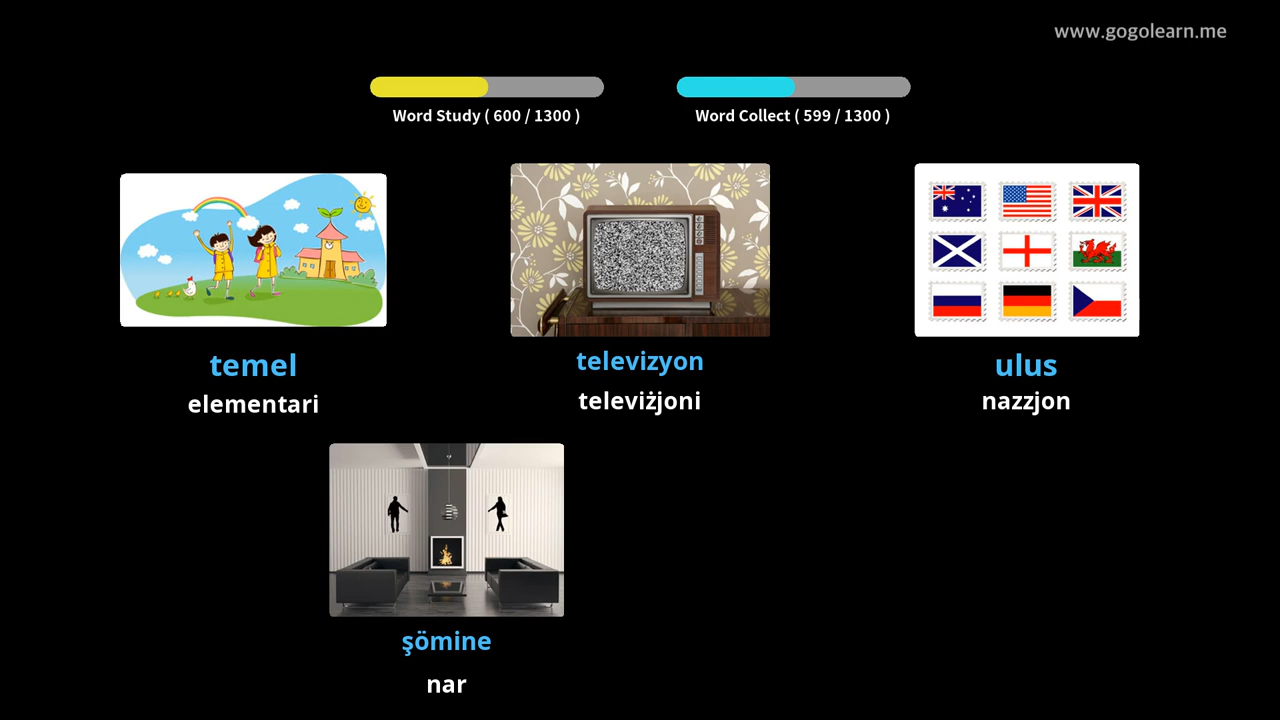 www.gogolearn.me
Word Study ( 600 / 1300 )
Word Collect ( 599 / 1300 )
temel
elementari
televizyon
televiżjoni
ulus
nazzjon
şömine
nar